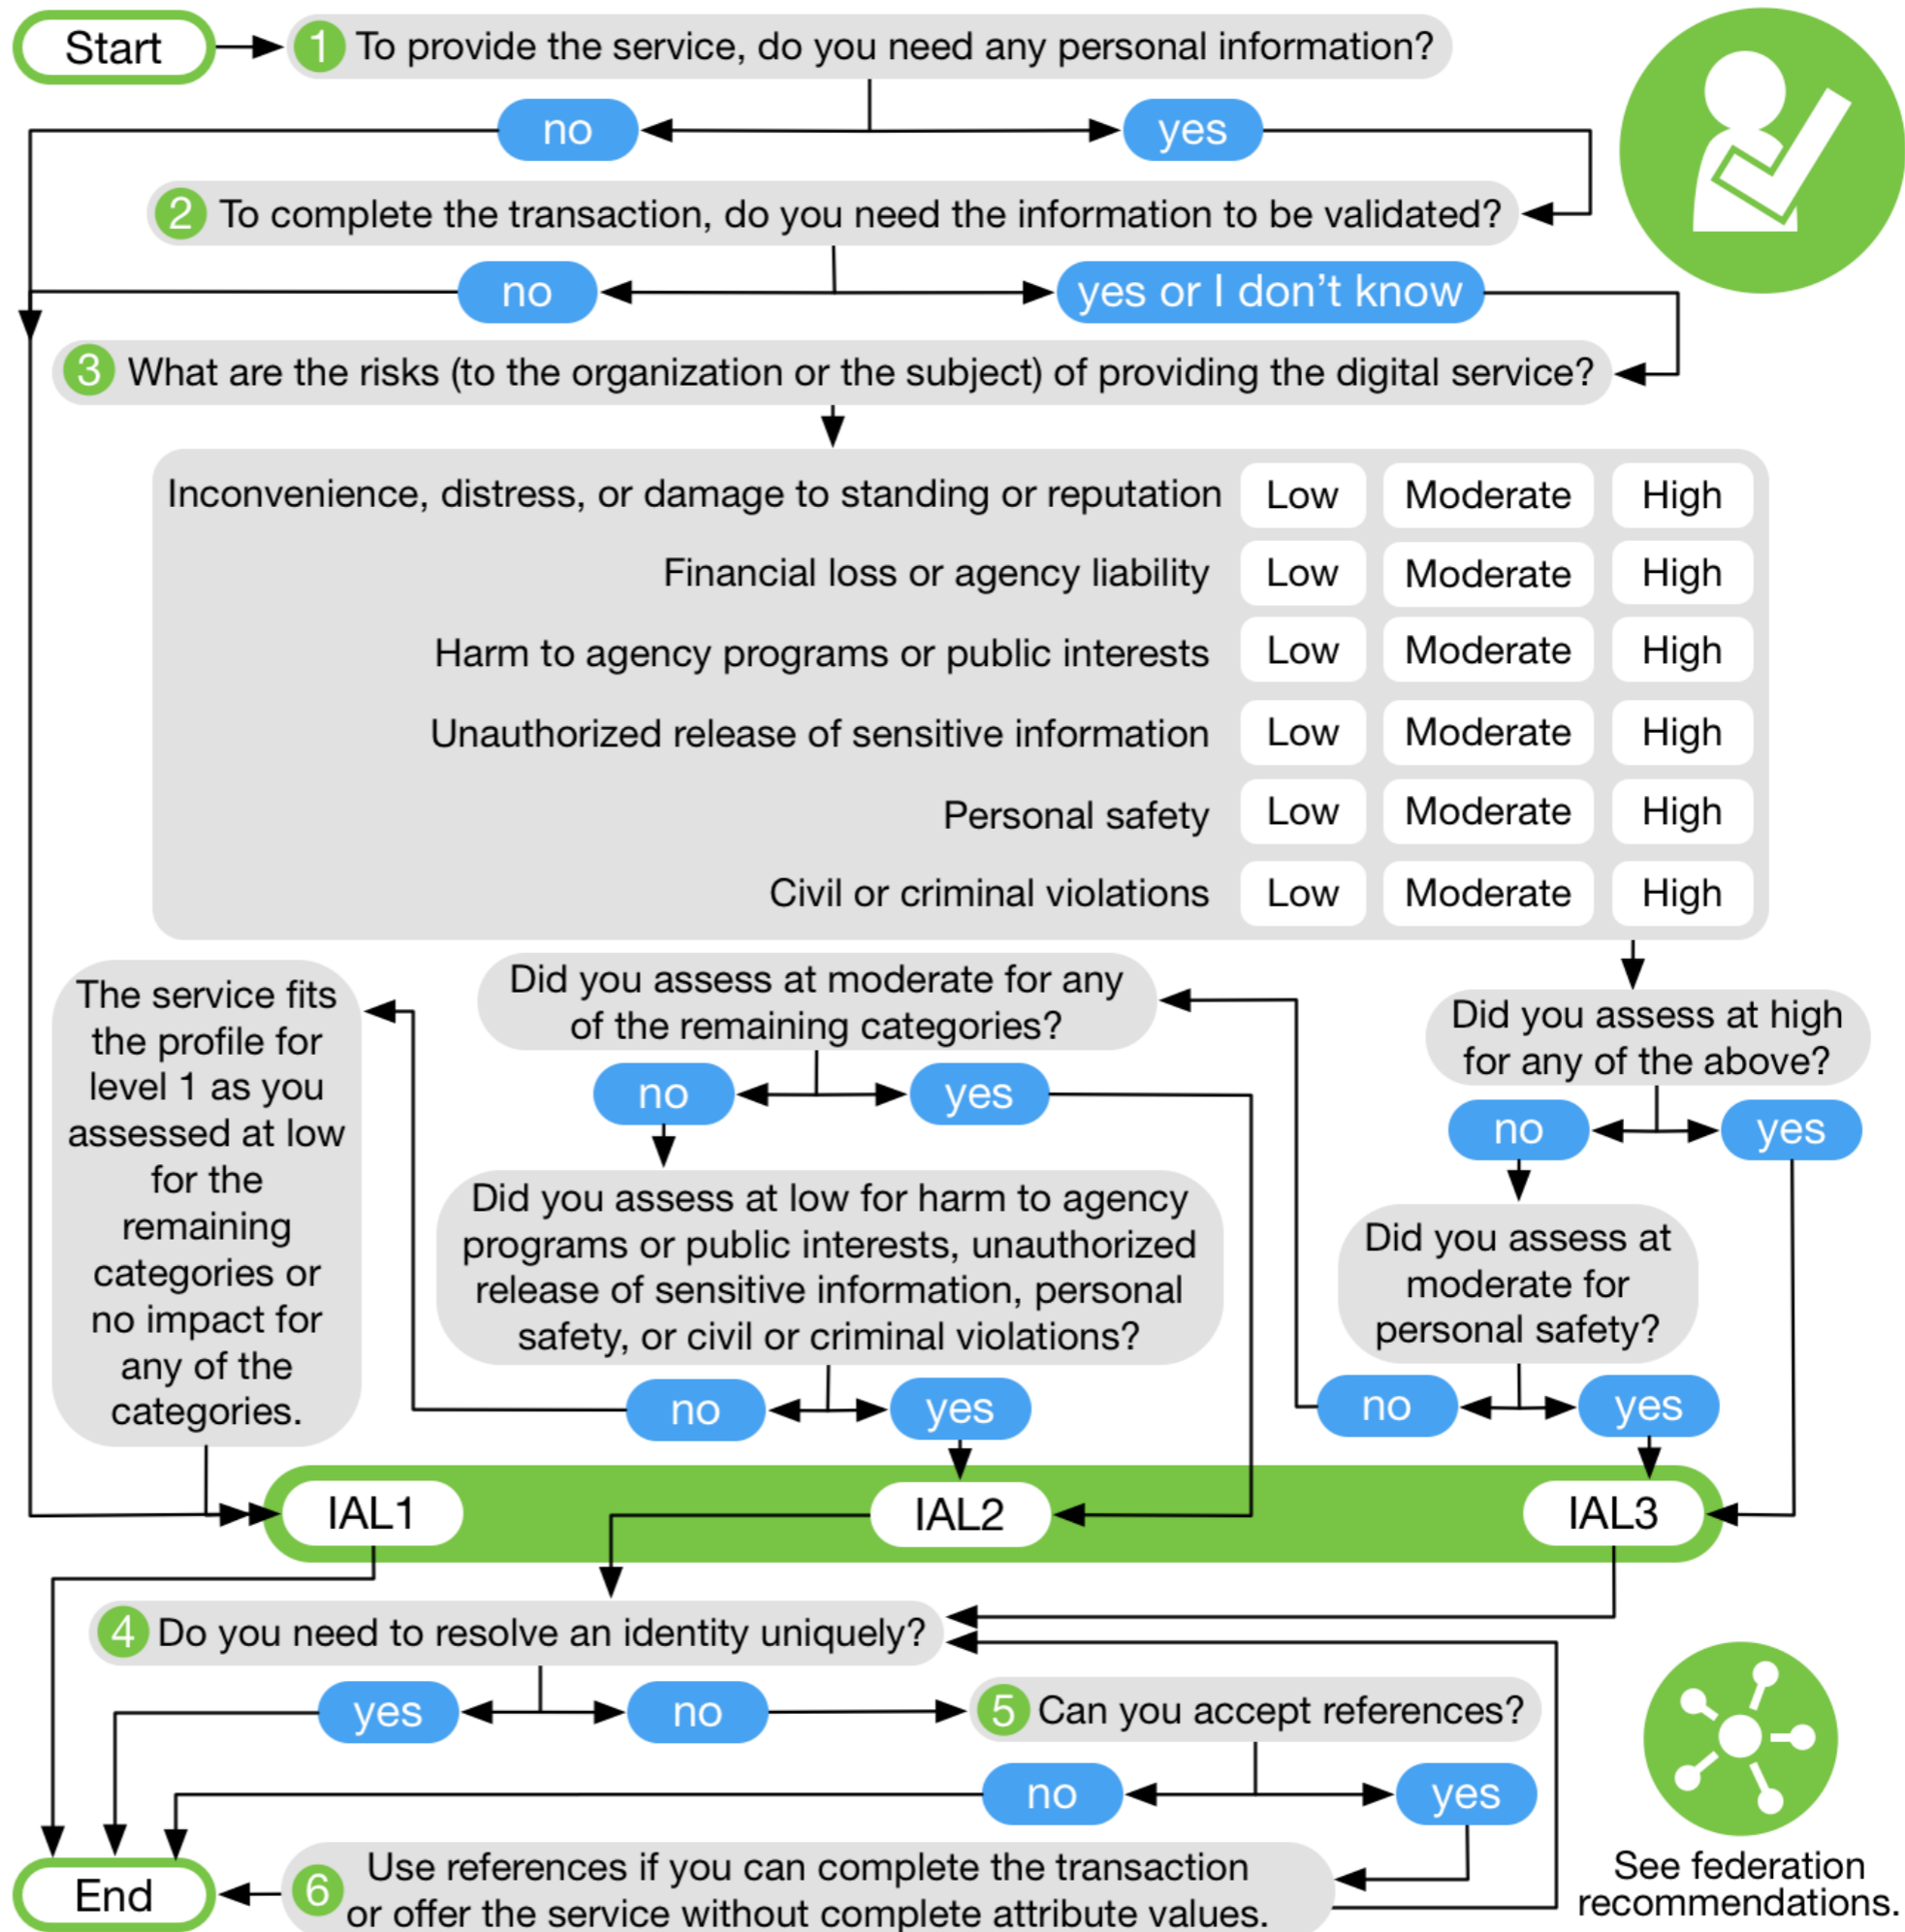 Start
1 To provide the service, do you need any personal information?
no
yes
2 To complete the transaction, do you need the information to be validated?
no
yes or I don’t know
3 What are the risks (to the organization or the subject) of providing the digital service?
Inconvenience, distress, or damage to standing or reputation Low Moderate High
Financial loss or agency liability Low Moderate High
Harm to agency programs or public interests Low Moderate High
Unauthorized release of sensitive information Low Moderate High
Personal safety Low Moderate High
Civil or criminal violations Low Moderate High
Did you assess at high
for any of the above?
no
yes
Did you assess at
moderate for
personal safety?
no
yes
Did you assess at moderate for any
of the remaining categories?
no
yes
Did you assess at low for harm to agency
programs or public interests, unauthorized
release of sensitive information, personal
safety, or civil or criminal violations?
no
yes
The service fits
the profile for
level 1 as you
assessed at low
for the
remaining
categories or
no impact for
any of the
categories.
IAL1
IAL2
IAL3
4 Do you need to resolve an identity uniquely?
yes
no
5 Can you accept references?
no
yes
6 Use references if you can complete the transaction
or offer the service without complete attribute values.
End
See federation
recommendations.